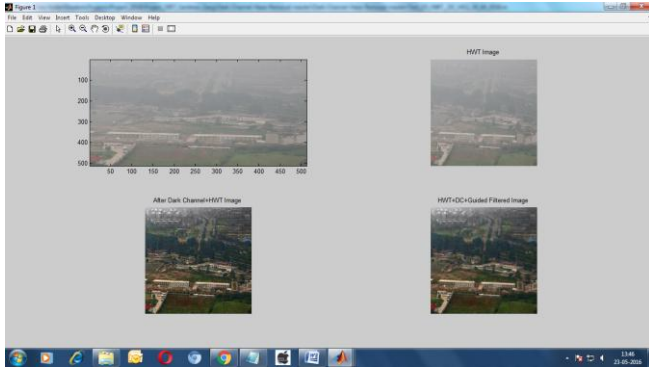 Figure 1
File Edit View Insert Tools Desktop Window Help
HWT Image
100
200
300
400
500
50 100 150 200 250 300 350 400 450 500
After Dark Channel+HWT Image
HWT+DC+Guided Filtered Image
13:46
23-05-2016